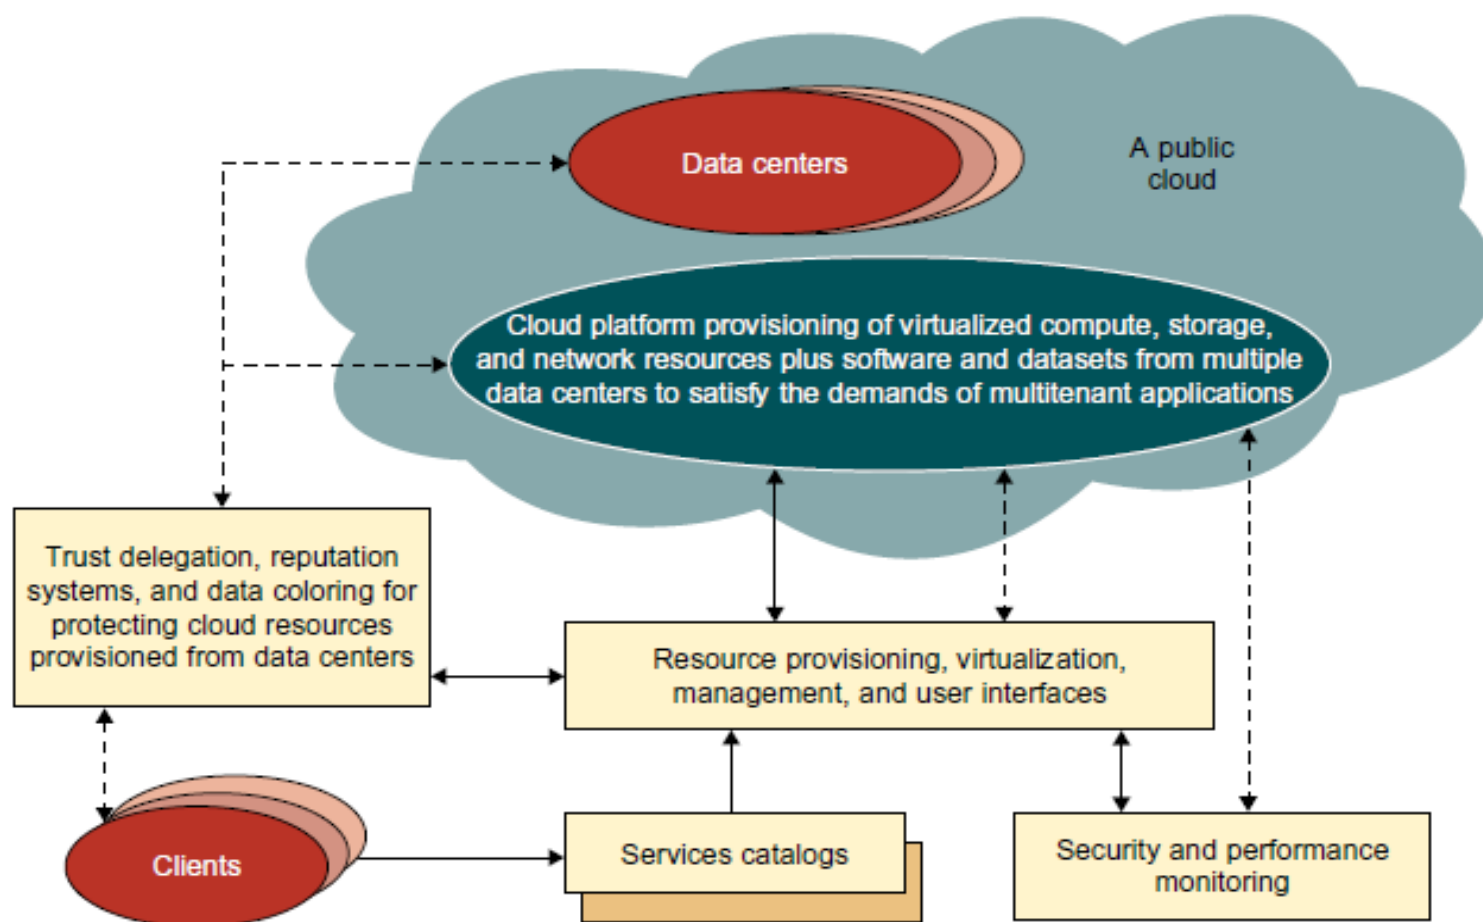 Data centers
A public
cloud
Cloud platform provisioning of virtualized compute, storage,
and network resources plus software and datasets from multiple
data centers to satisfy the demands of multitenant applications
Trust delegation, reputation
systems, and data coloring for
protecting cloud resources
provisioned from data centers
Resource provisioning, virtualization,
management, and user interfaces
Clients
Services catalogs
Security and performance
monitoring